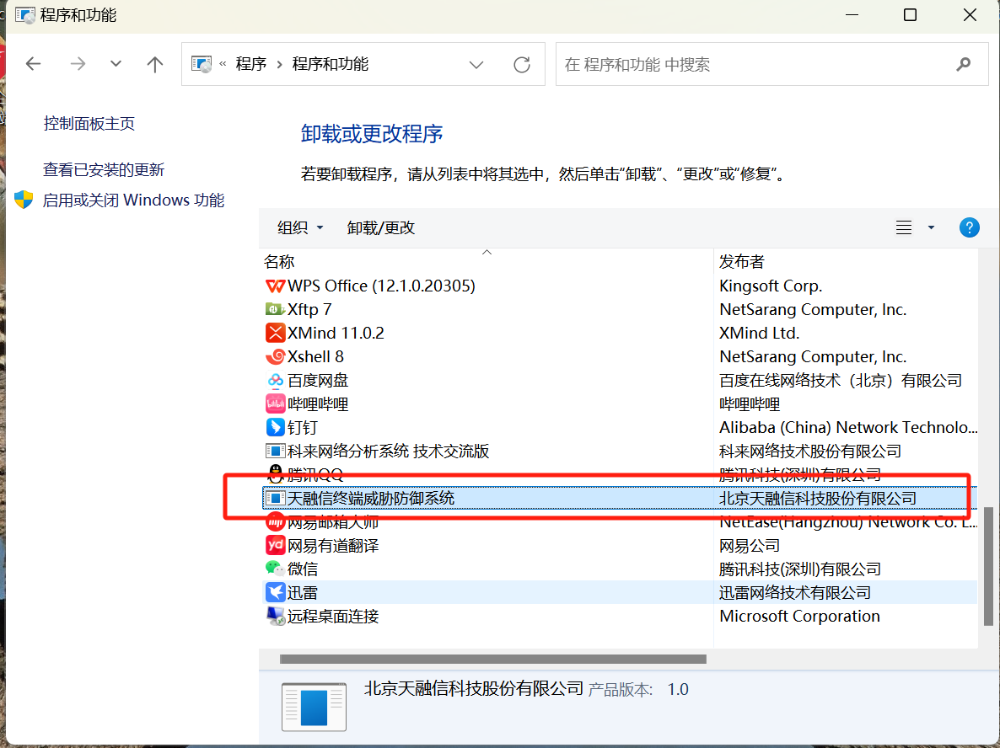 程序和功能
« 程序 › 程序和功能
在 程序和功能 中搜索
控制面板主页
查看已安装的更新
启用或关闭 Windows 功能
卸载或更改程序
若要卸载程序，请从列表中将其选中，然后单击“卸载”、“更改”或“修复”。
组织 卸载/更改
名称 发布者
WPS Office (12.1.0.20305) Kingsoft Corp.
Xftp 7 NetSarang Computer, Inc.
XMind 11.0.2 XMind Ltd.
Xshell 8 NetSarang Computer, Inc.
百度网盘 百度在线网络技术（北京）有限公司
哔哩哔哩 哔哩哔哩
钉钉 Alibaba (China) Network Technolo...
科来网络分析系统 技术交流版 科来网络技术股份有限公司
腾讯QQ 腾讯科技(深圳)有限公司
天融信终端威胁防御系统 北京天融信科技股份有限公司
网易邮箱大师 NetEase(Hangzhou) Network Co. L...
网易有道翻译 网易公司
微信 腾讯科技(深圳)有限公司
迅雷 迅雷网络技术有限公司
远程桌面连接 Microsoft Corporation
北京天融信科技股份有限公司 产品版本: 1.0